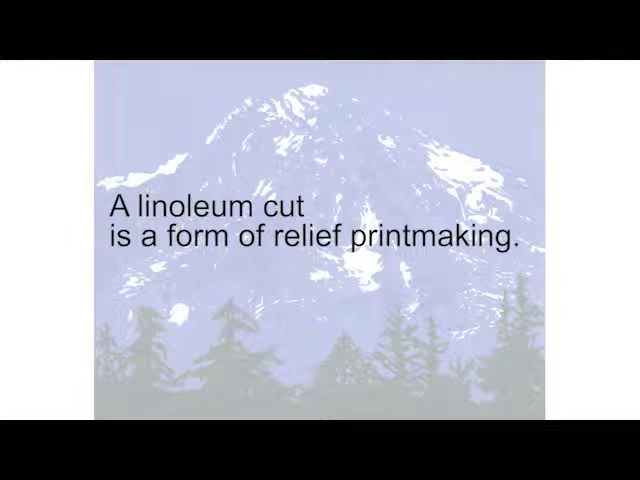 A linoleum cut
is a form of relief printmaking.